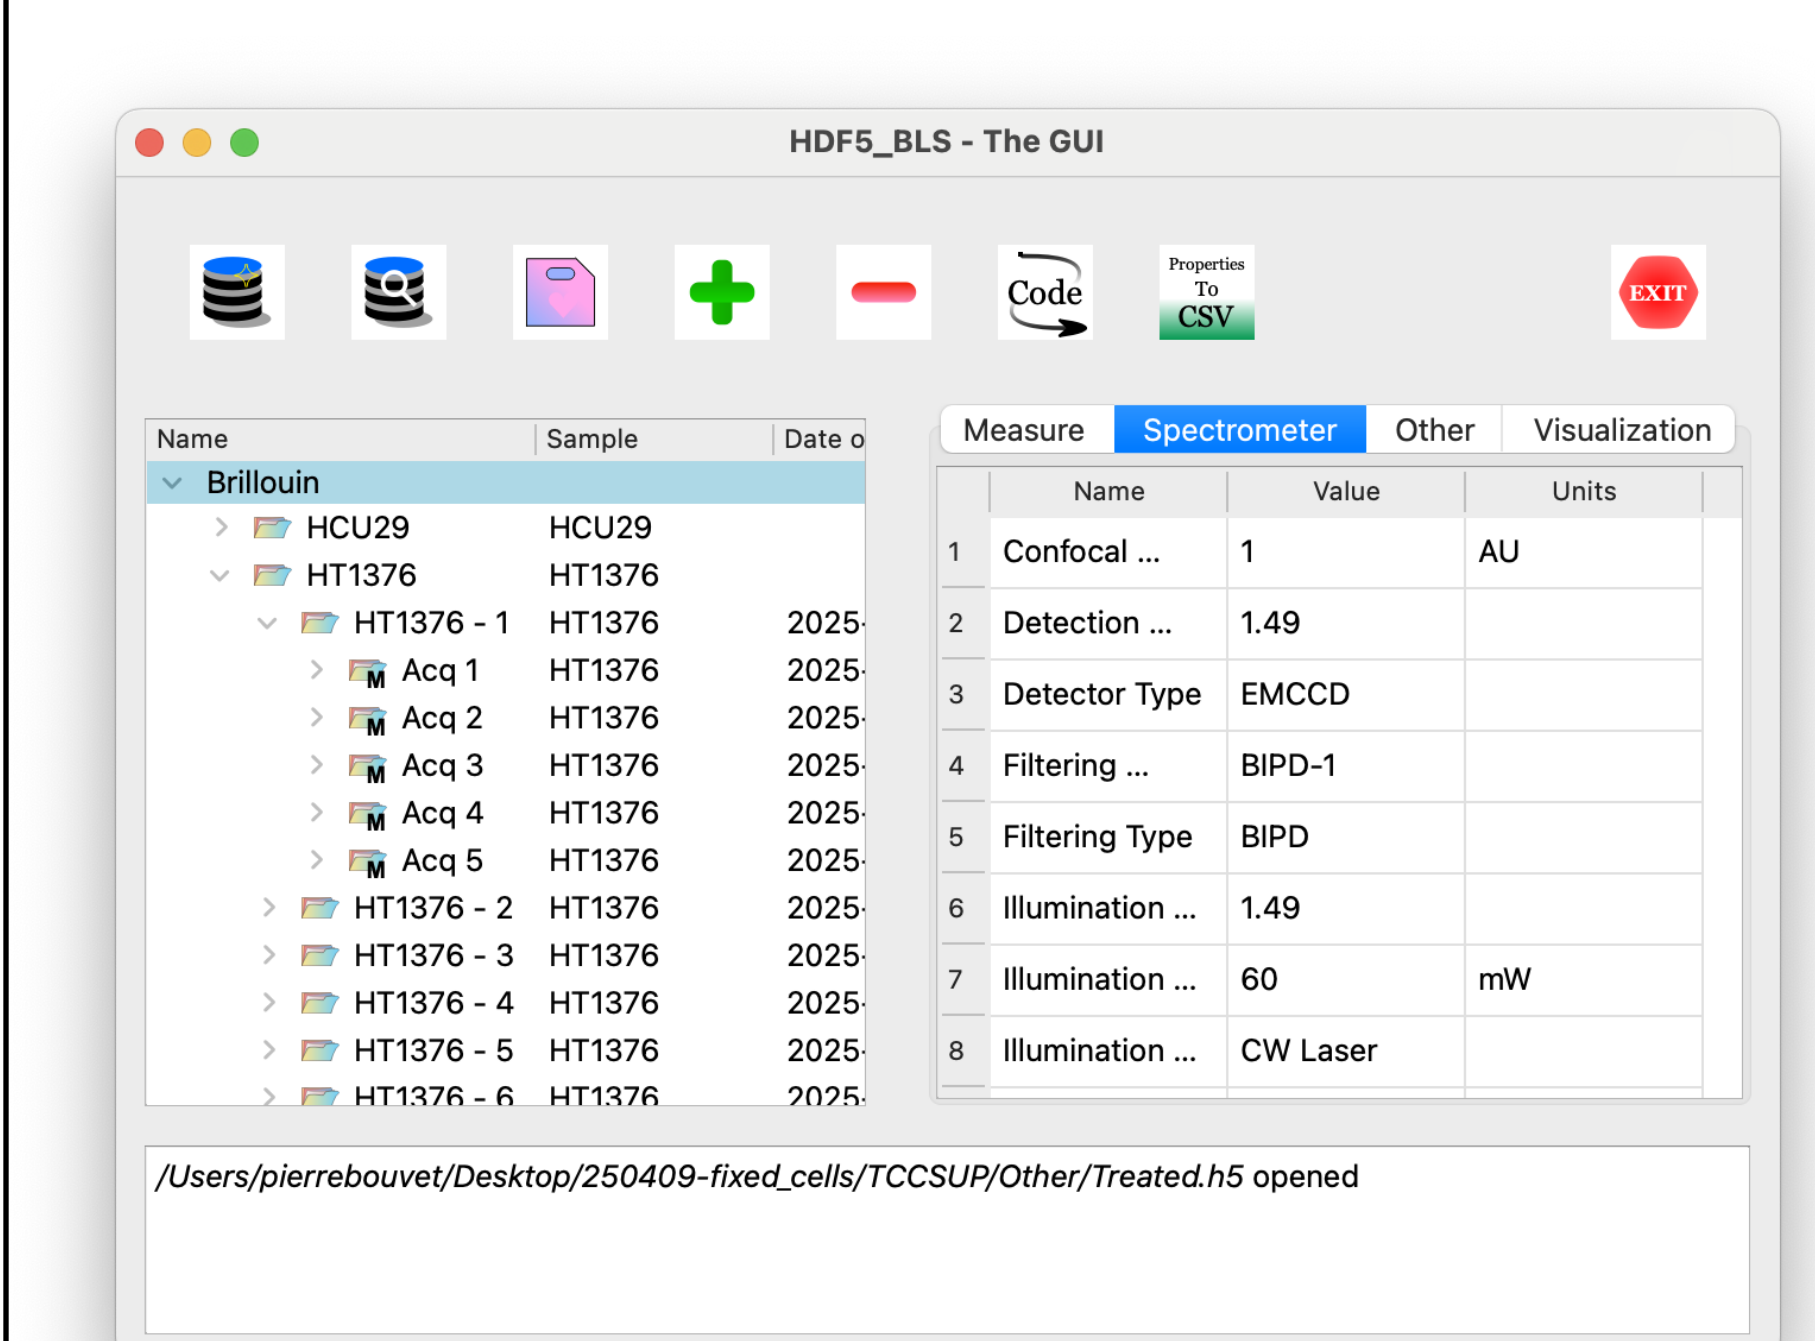 HDF5_BLS - The GUI
Code
Properties
To
CSV
EXIT
Name Sample Date o
Brillouin
HCU29 HCU29
HT1376 HT1376
HT1376 - 1 HT1376 2025-
M Acq 1 HT1376 2025-
M Acq 2 HT1376 2025-
M Acq 3 HT1376 2025-
M Acq 4 HT1376 2025-
M Acq 5 HT1376 2025-
HT1376 - 2 HT1376 2025-
HT1376 - 3 HT1376 2025-
HT1376 - 4 HT1376 2025-
HT1376 - 5 HT1376 2025-
HT1376 - 6 HT1376 2025-
Measure Spectrometer Other Visualization
Name Value Units
1 Confocal ... 1 AU
2 Detection ... 1.49
3 Detector Type EMCCD
4 Filtering ... BIPD-1
5 Filtering Type BIPD
6 Illumination ... 1.49
7 Illumination ... 60 mW
8 Illumination ... CW Laser
/Users/pierrebouvet/Desktop/250409-fixed_cells/TCCSUP/Other/Treated.h5 opened